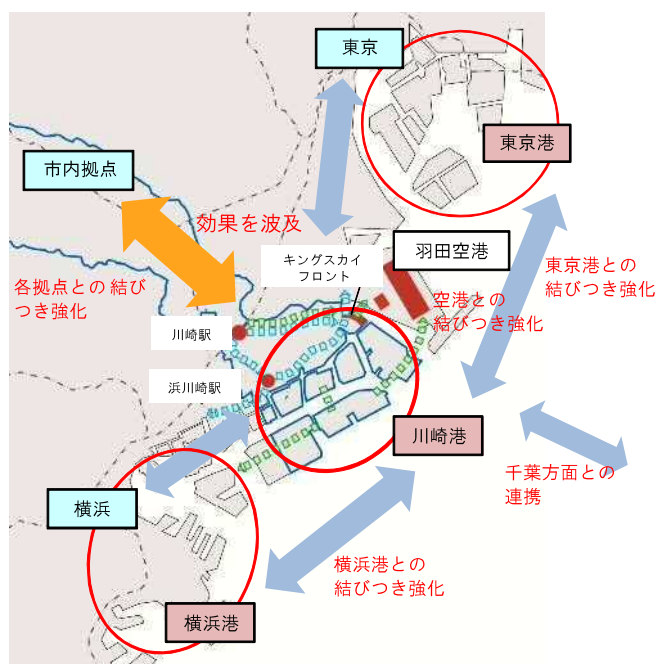 東京
東京港
市内拠点
効果を波及
キングスカイ
フロント
羽田空港
東京港との
結びつき強化
各拠点との 結び
つき強化
空港との
結びつき強化
川崎駅
浜川崎駅
川崎港
千葉方面との
連携
横浜
横浜港との
結びつき強化
横浜港